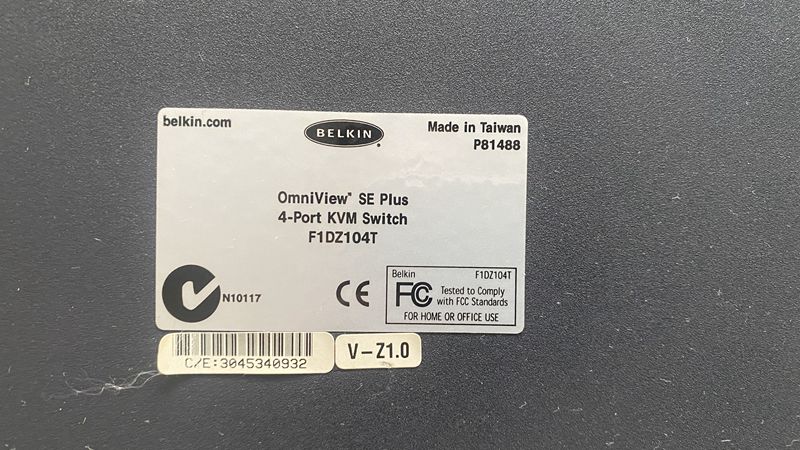 belkin.com
BELKIN
Made in Taiwan
P81488
OmniView® SE Plus
4-Port KVM Switch
F1DZ104T
N10117
CE
Belkin F1DZ104T
FC Tested to Comply
with FCC Standards
FOR HOME OR OFFICE USE
C/E:3045340932
V-Z1.0